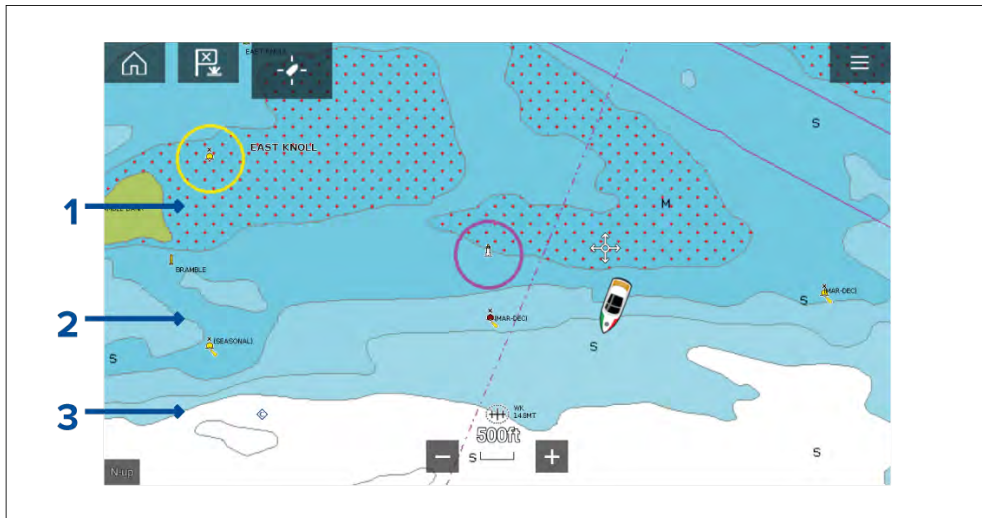 EAST KNOLL
S
1
M
BRAMBLE
(MAR-DEC)
S
2
(MAR-DEC)
(SEASONAL)
S
S
3
C
WK
500ft
S
S
N-up